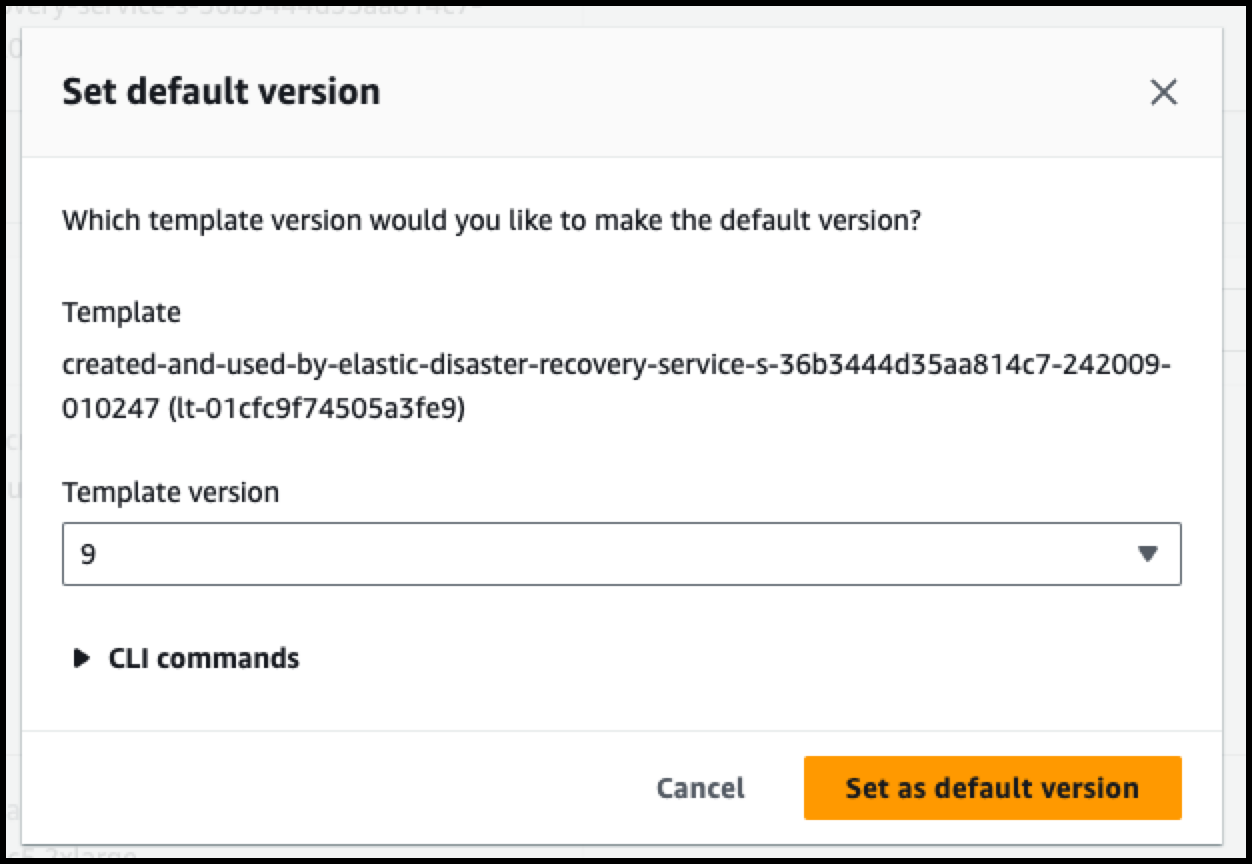 Set default version
Which template version would you like to make the default version?
Template
created-and-used-by-elastic-disaster-recovery-service-s-36b3444d35aa814c7-242009-
010247 (lt-01cfc9f74505a3fe9)
Template version
9
CLI commands
Cancel
Set as default version